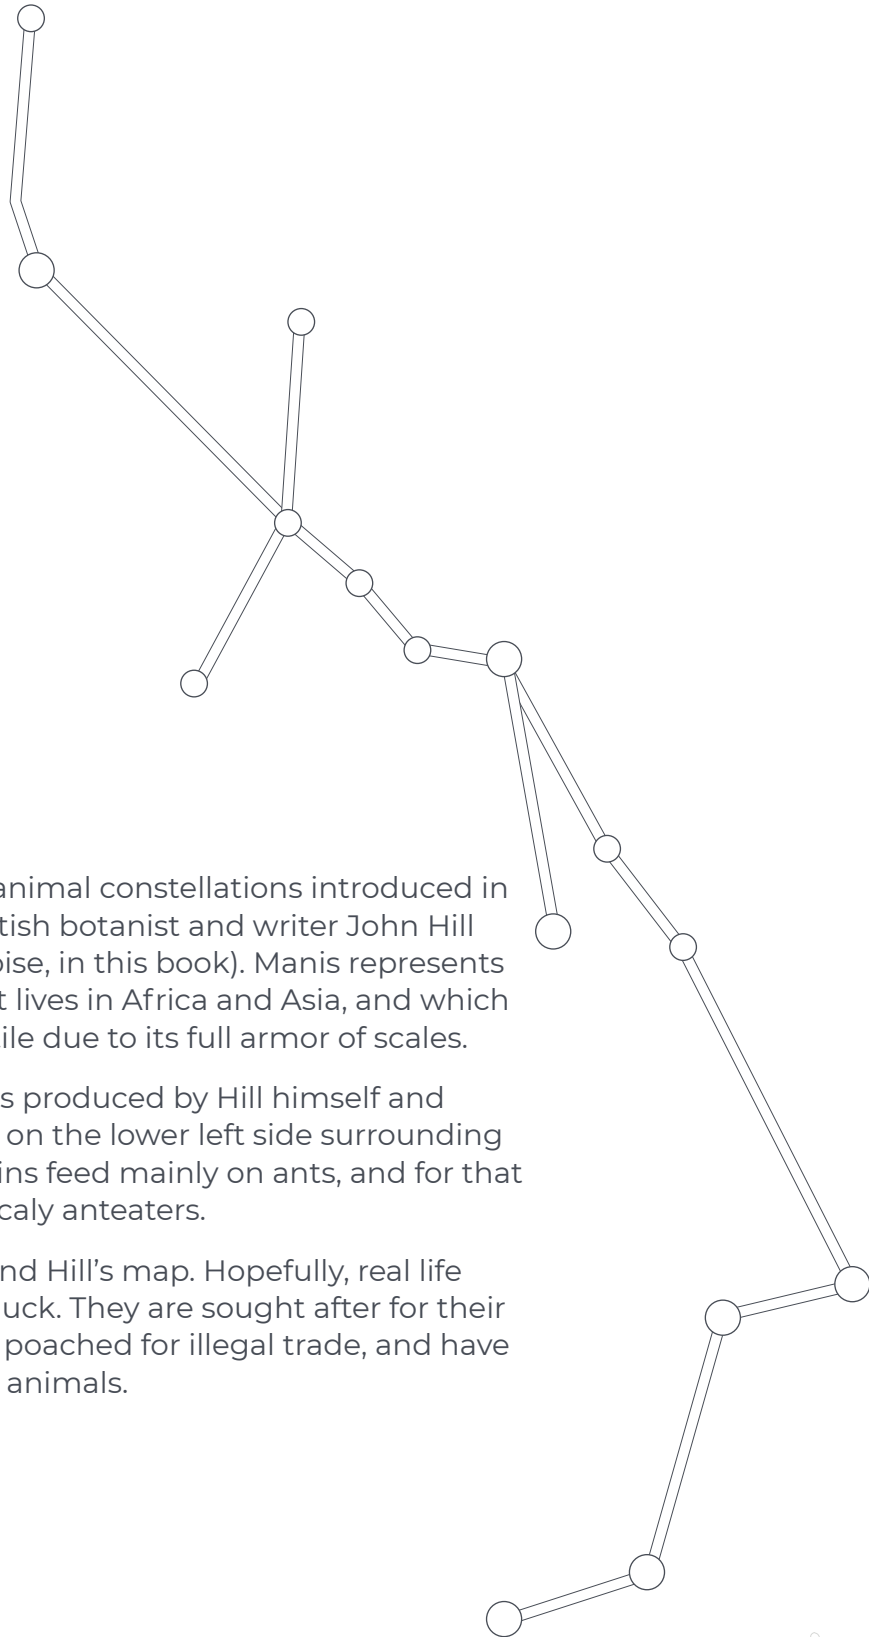 animal constellations introduced in
tish botanist and writer John Hill
oise, in this book). Manis represents
t lives in Africa and Asia, and which
tile due to its full armor of scales.
s produced by Hill himself and
on the lower left side surrounding
ins feed mainly on ants, and for that
caly anteaters.
nd Hill’s map. Hopefully, real life
uck. They are sought after for their
poached for illegal trade, and have
animals.